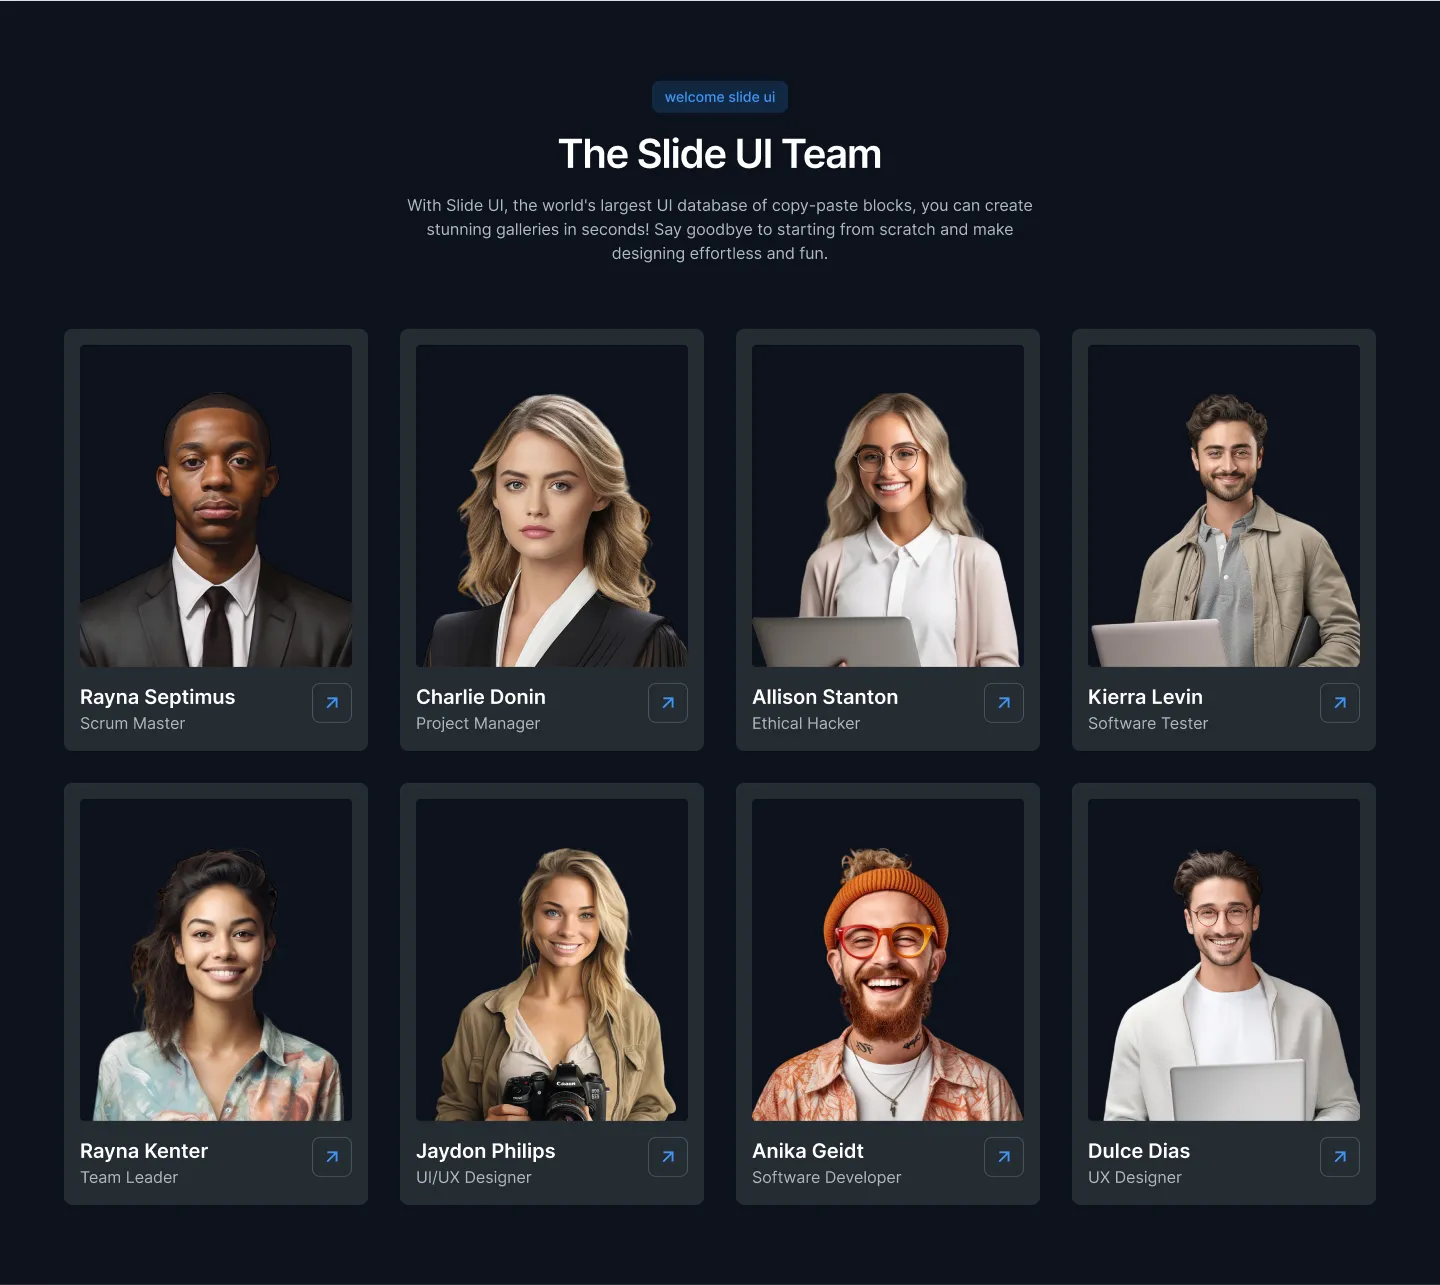 welcome slide ui
The Slide UI Team
With Slide UI, the world's largest UI database of copy-paste blocks, you can create
stunning galleries in seconds! Say goodbye to starting from scratch and make
designing effortless and fun.
Rayna Septimus
Scrum Master
Charlie Donin
Project Manager
Allison Stanton
Ethical Hacker
Kierra Levin
Software Tester
Canon
Rayna Kenter
Team Leader
Jaydon Philips
UI/UX Designer
Anika Geidt
Software Developer
Dulce Dias
UX Designer